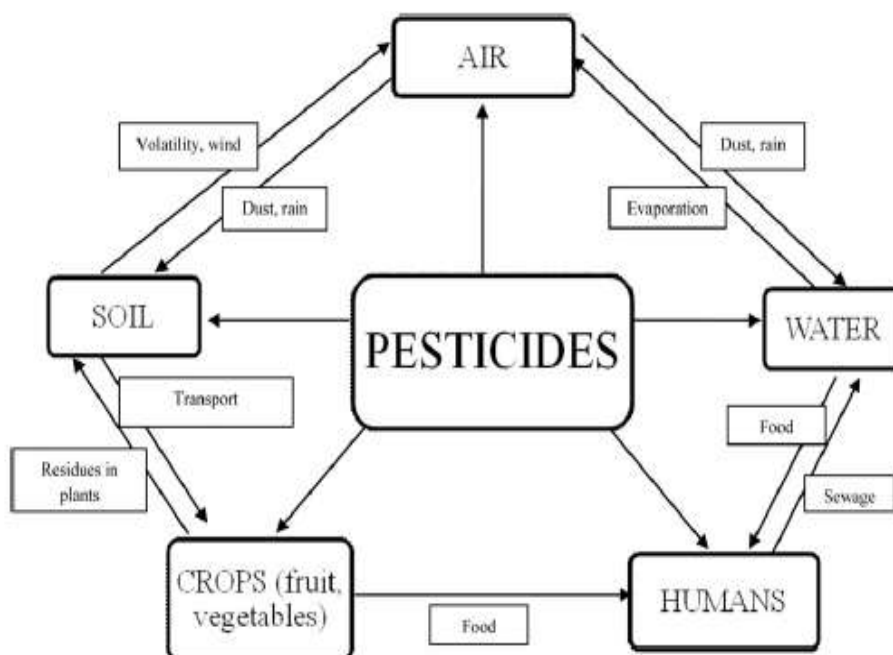 AIR
Volatility, wind
Dust, rain
Dust, rain
Evaporation
SOIL
PESTICIDES
WATER
Transport
Food
Residues in
plants
Sewage
CROPS (fruit,
vegetables)
HUMANS
Food